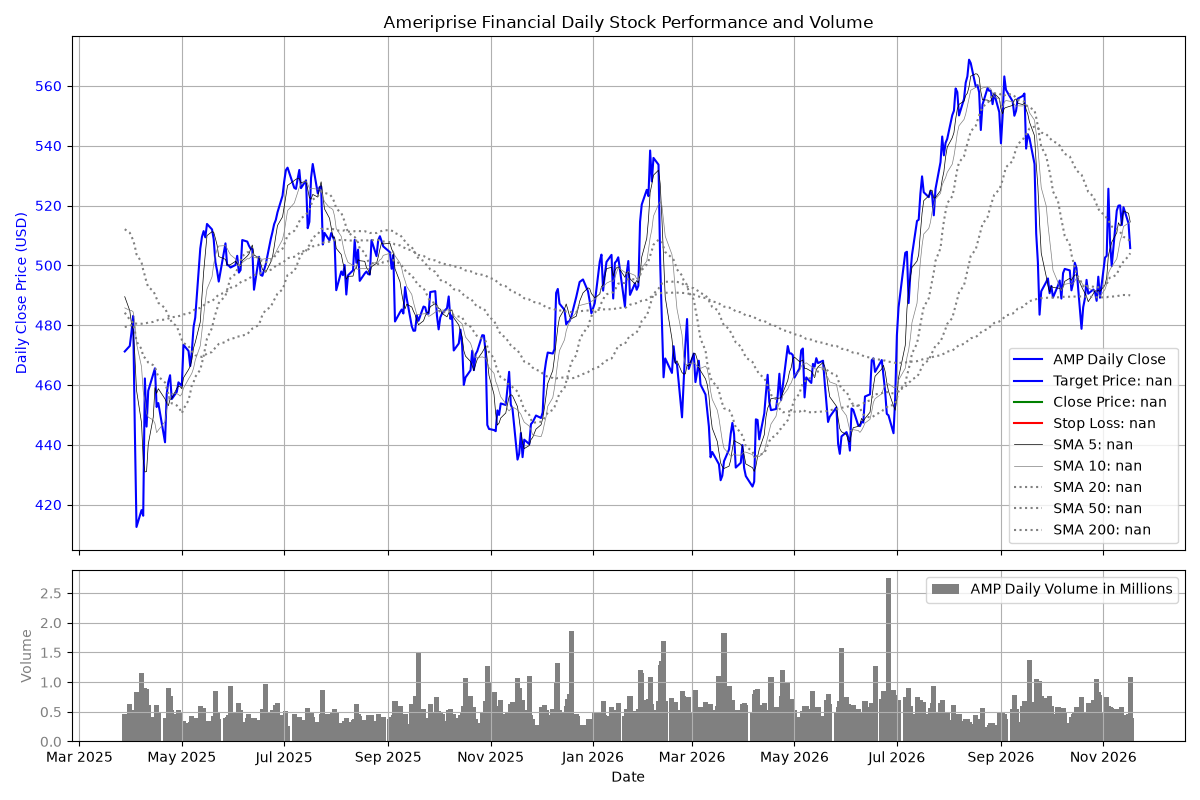 Ameriprise Financial Daily Stock Performance and Volume
Daily Close Price (USD)
560
540
520
500
480
460
440
420
AMP Daily Close
Target Price: nan
Close Price: nan
Stop Loss: nan
SMA 5: nan
SMA 10: nan
SMA 20: nan
SMA 50: nan
SMA 200: nan
Volume
2.5
2.0
1.5
1.0
0.5
0.0
AMP Daily Volume in Millions
Mar 2025 May 2025 Jul 2025 Sep 2025 Nov 2025 Jan 2026 Mar 2026 May 2026 Jul 2026 Sep 2026 Nov 2026
Date